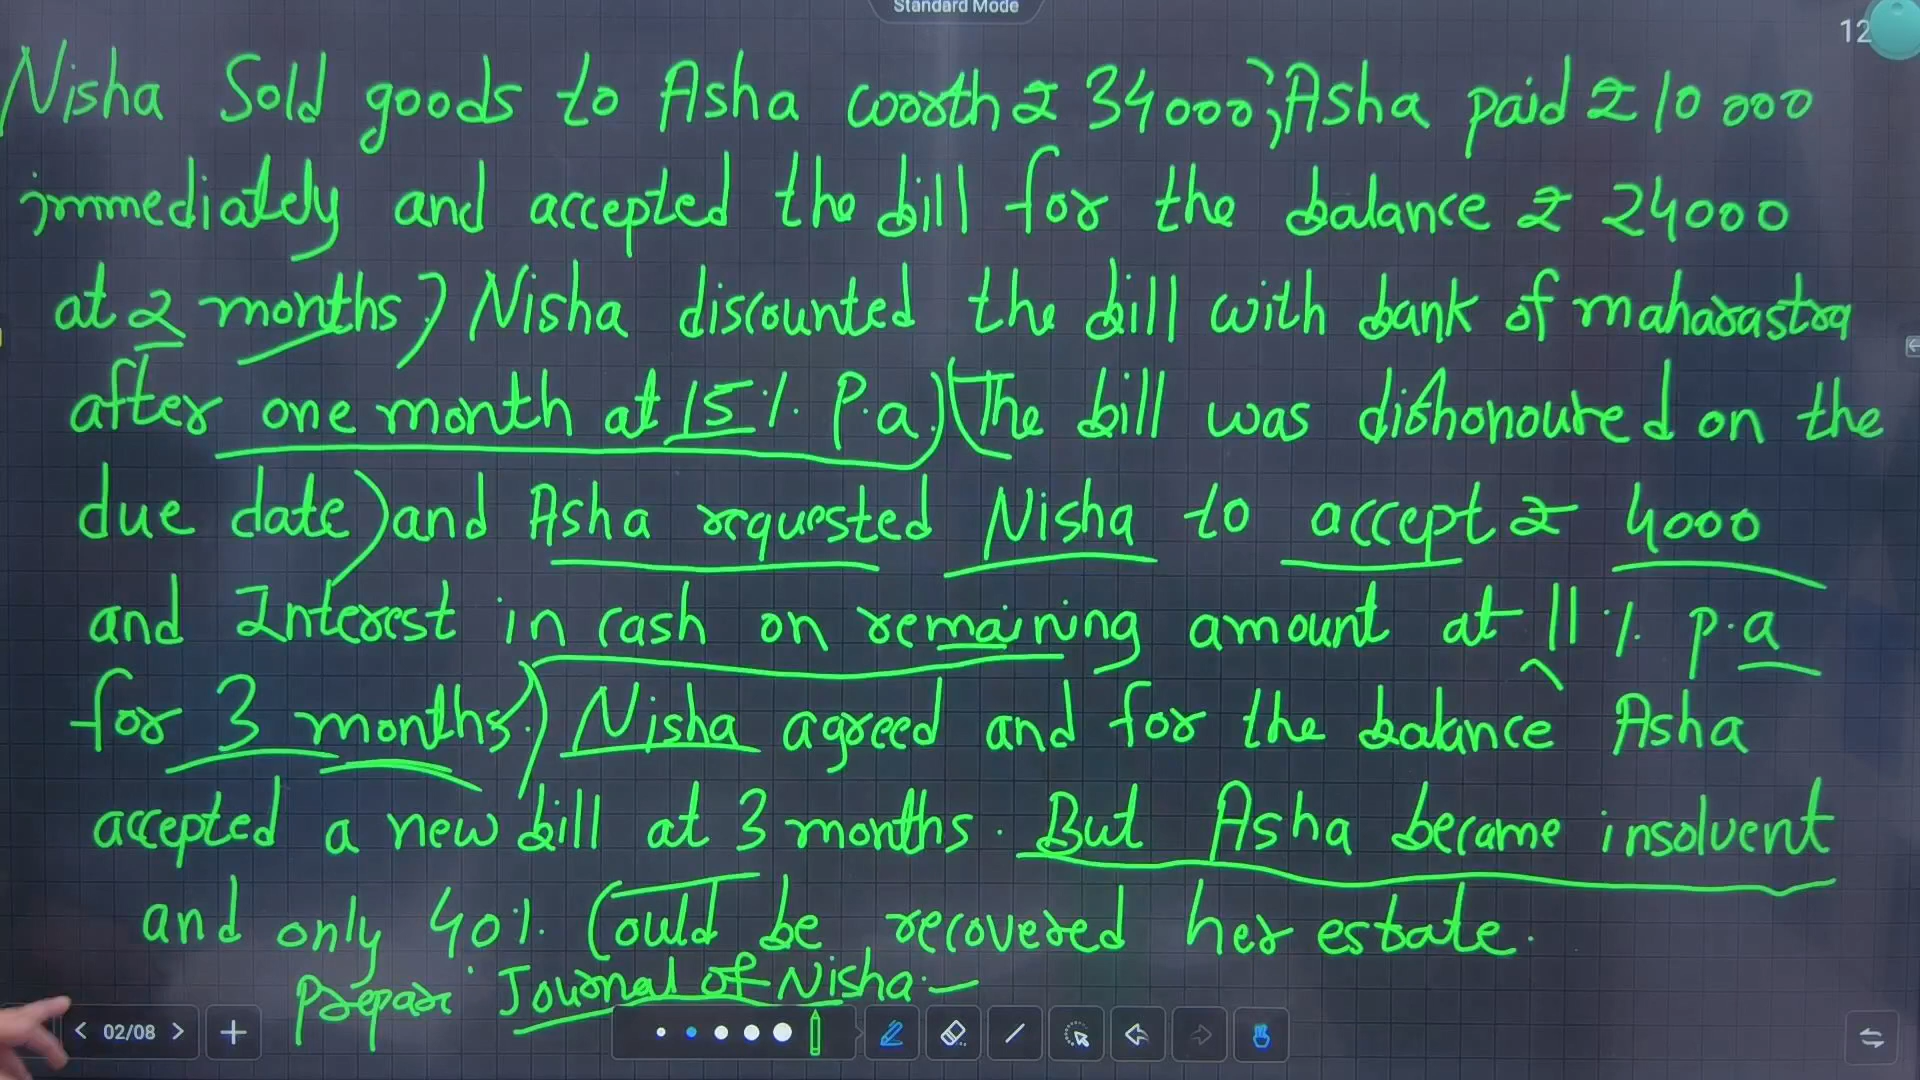 Standard Mode
12
Nisha Sold goods to Asha worth ₹ 34000; Asha paid ₹ 10 000
immediately and accepted the bill for the balance ₹ 24000
at 2 months) Nisha discounted the bill with bank of maharastra
after one month at 15 %. P.a.) (The bill was dishonoured on the
due date) and Asha requested Nisha to accept ₹ 4000
and Interest in cash on remaining amount at 11 %. p.a
for 3 months.) Nisha agreed and for the balance Asha
accepted a new bill at 3 months. But Asha became insolvent
and only 40%. Could be recovered her estate.
prepare Journal of Nisha:-
02/08